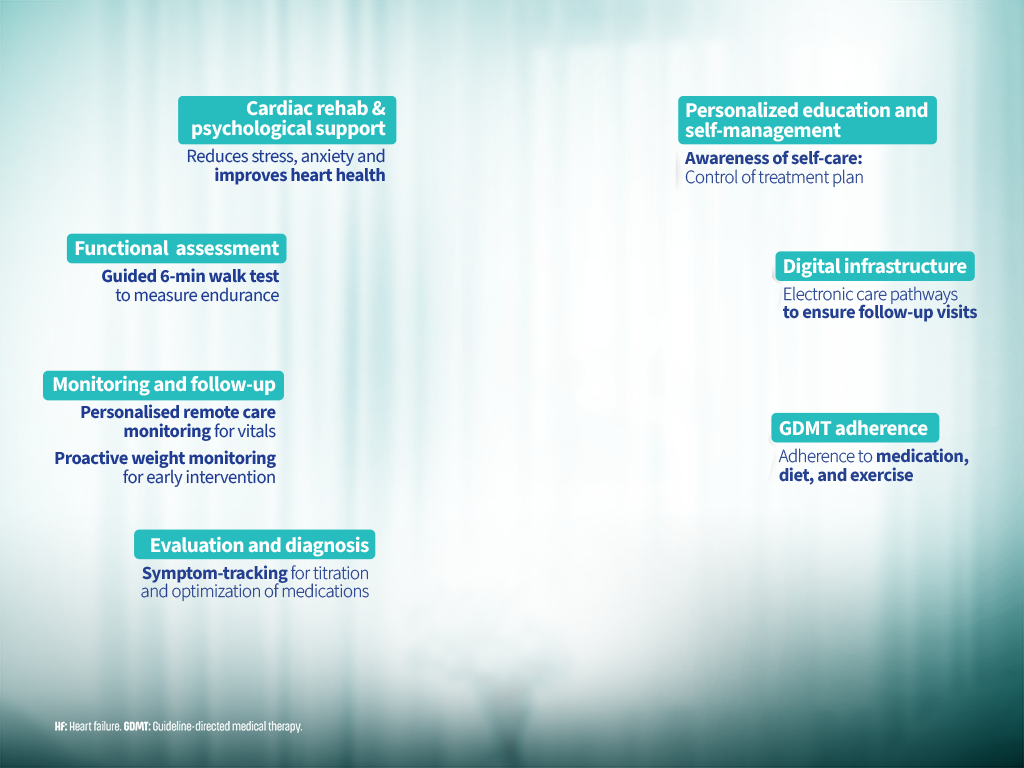 Cardiac rehab &
psychological support
Reduces stress, anxiety and
improves heart health
Functional assessment
Guided 6-min walk test
to measure endurance
Monitoring and follow-up
Personalised remote care
monitoring for vitals
Proactive weight monitoring
for early intervention
Evaluation and diagnosis
Symptom-tracking for titration
and optimization of medications
Personalized education and
self-management
Awareness of self-care:
Control of treatment plan
Digital infrastructure
Electronic care pathways
to ensure follow-up visits
GDMT adherence
Adherence to medication,
diet, and exercise
HF: Heart failure. GDMT: Guideline-directed medical therapy.